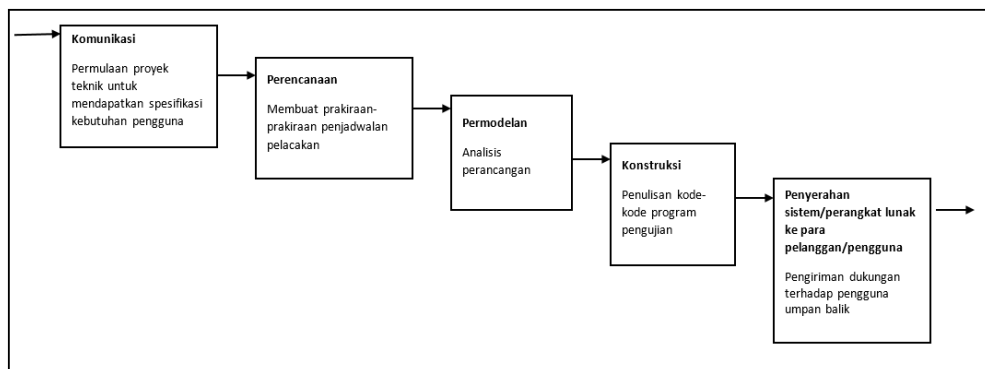 Komunikasi
Permulaan proyek
teknik untuk
mendapatkan spesifikasi
kebutuhan pengguna
Perencanaan
Membuat prakiraan-
prakiraan penjadwalan
pelacakan
Permodelan
Analisis
perancangan
Konstruksi
Penulisan kode-
kode program
pengujian
Penyerahan
sistem/perangkat lunak
ke para
pelanggan/pengguna
Pengiriman dukungan
terhadap pengguna
umpan balik